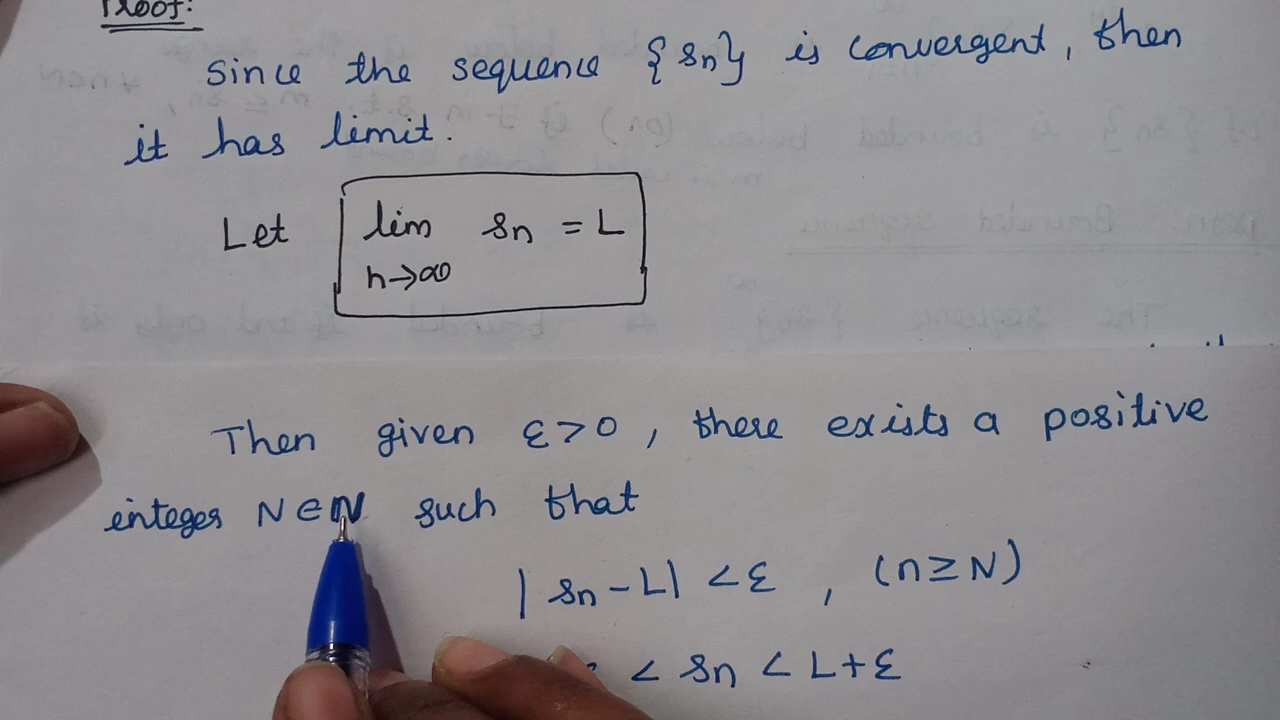 Proof:
Since the sequence {sn} is convergent, then
it has limit.
Let lim sn = L
n→∞
Then given ε>0, there exists a positive
integer N∈ℕ such that
|sn-L| <ε, (n≥N)
< sn < L+ε